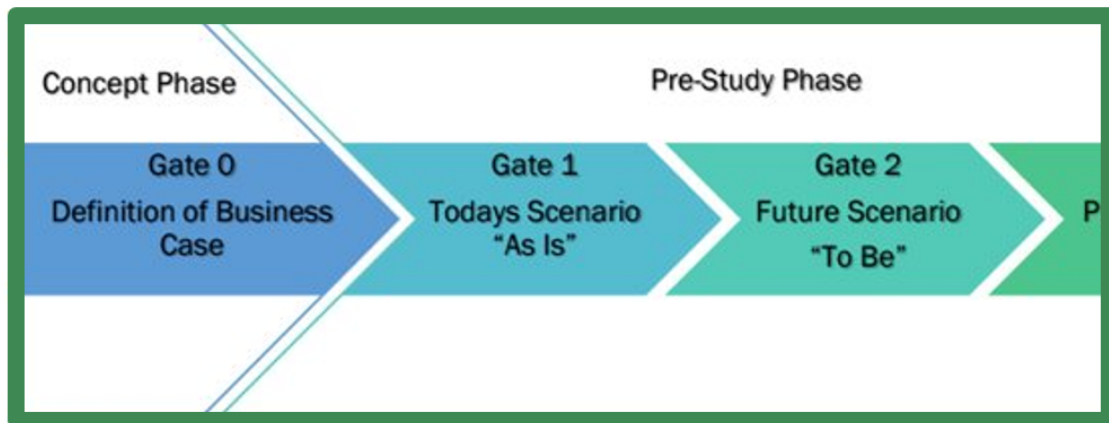 Concept Phase
Pre-Study Phase
Gate 0
Definition of Business
Case
Gate 1
Todays Scenario
“As Is”
Gate 2
Future Scenario
“To Be”